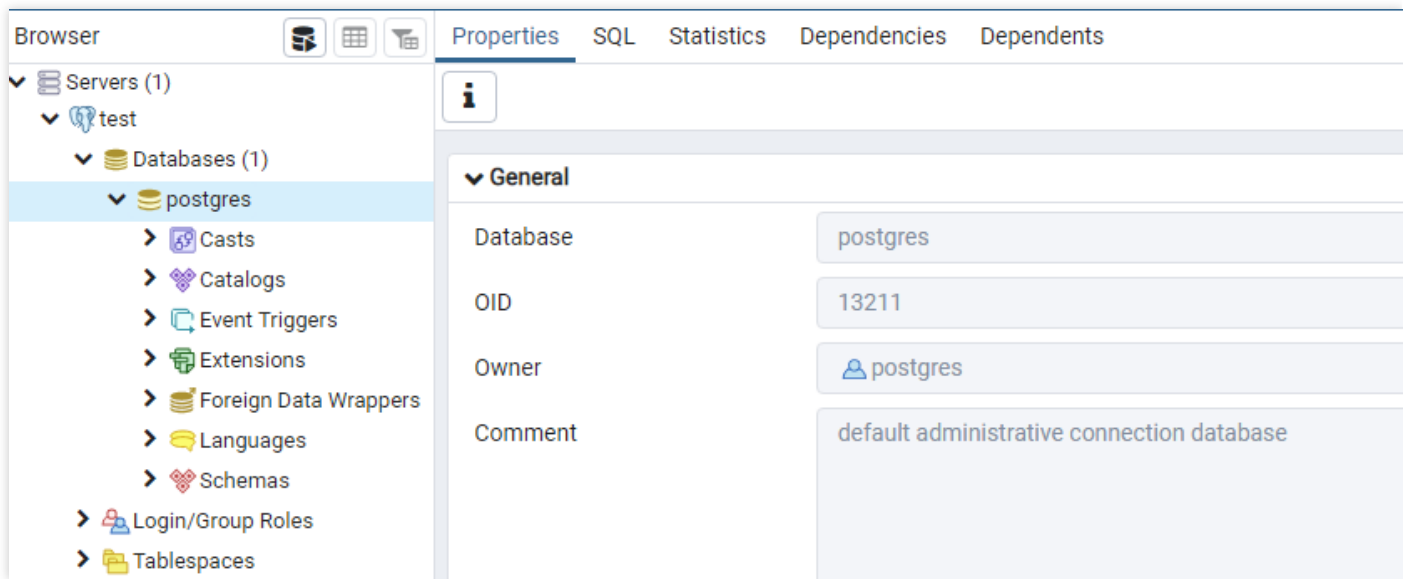 Browser
Servers (1)
test
Databases (1)
postgres
Casts
Catalogs
Event Triggers
Extensions
Foreign Data Wrappers
Languages
Schemas
Login/Group Roles
Tablespaces
Properties SQL Statistics Dependencies Dependents
i
General
Database postgres
OID 13211
Owner postgres
Comment default administrative connection database